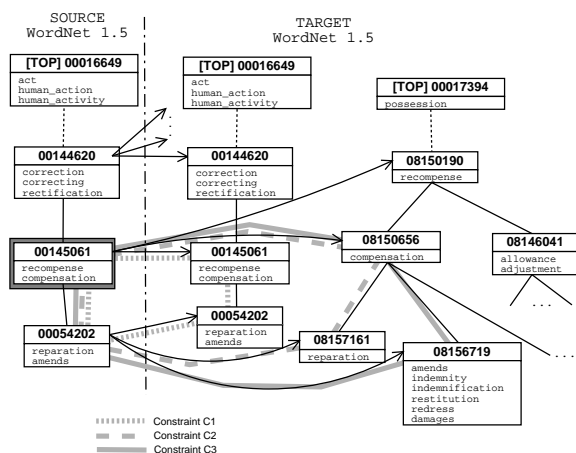 SOURCE
WordNet 1.5
TARGET
WordNet 1.5
[TOP] 00016649
act
human_action
human_activity
[TOP] 00016649
act
human_action
human_activity
[TOP] 00017394
possession
00144620
correction
correcting
rectification
00144620
correction
correcting
rectification
08150190
recompense
00145061
recompense
compensation
00145061
recompense
compensation
08150656
compensation
08146041
allowance
adjustment
00054202
reparation
amends
00054202
reparation
amends
08157161
reparation
08156719
amends
indemnity
indemnification
restitution
redress
damages
...
...
Constraint C1
Constraint C2
Constraint C3